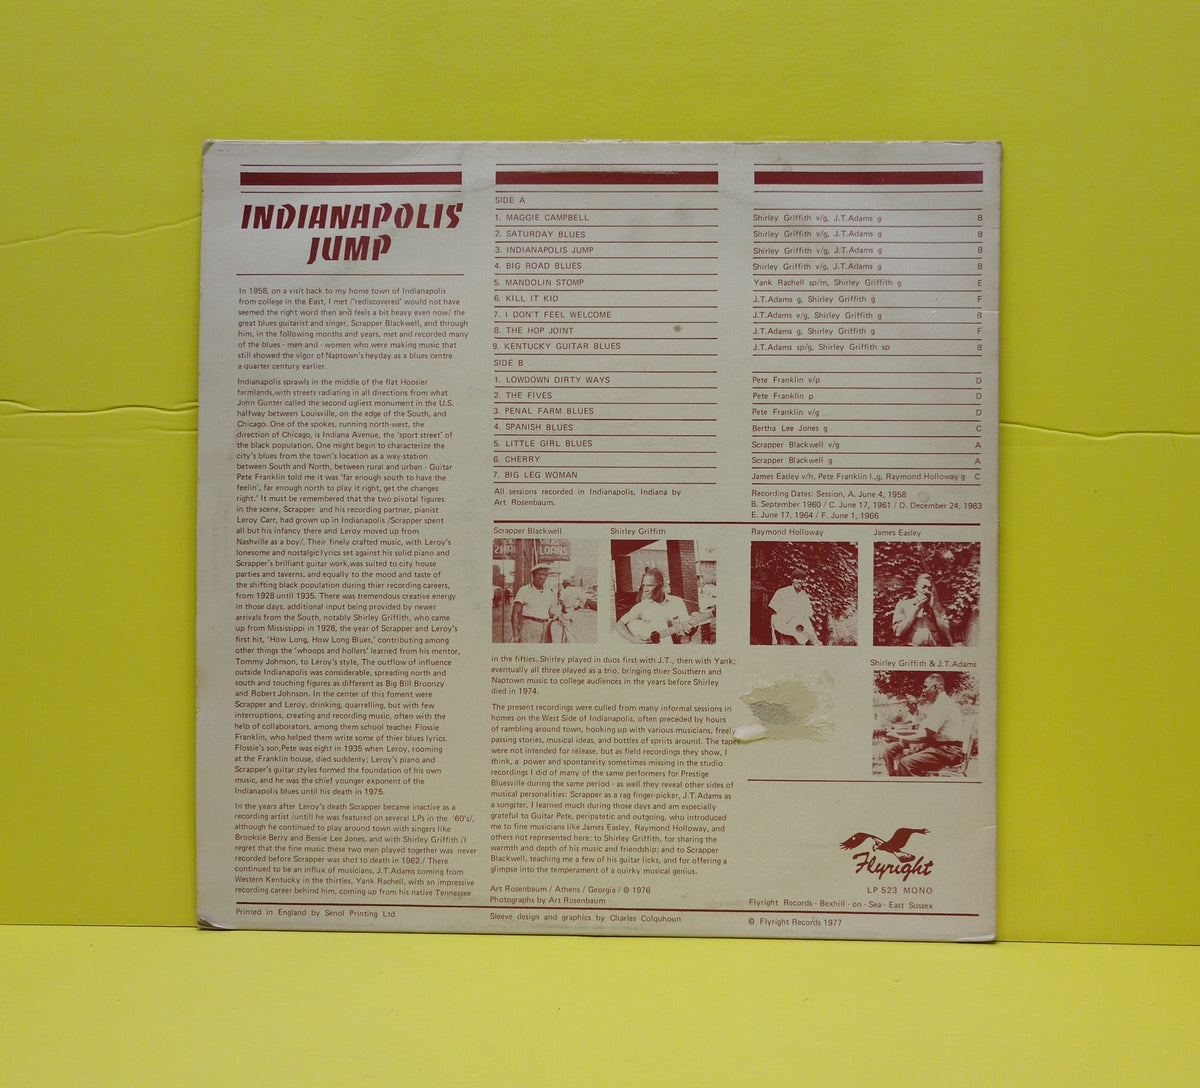 INDIANAPOLIS
JUMP
In 1958, on a visit back to my home town of Indianapolis
from college in the East, I met /'rediscovered' would not have
seemed the right word then and feels a bit heavy even now/ the
great blues guitarist and singer, Scrapper Blackwell, and through
him, in the following months and years, met and recorded many
of the blues - men and - women who were making music that
still showed the vigor of Naptown's heyday as a blues centre
a quarter century earlier.
Indianapolis sprawls in the middle of the flat Hoosier
farmlands,with streets radiating in all directions from what
John Gunter called the second ugliest monument in the U.S.
halfway between Louisville, on the edge of the South, and
Chicago. One of the spokes, running north-west, the
direction of Chicago, is Indiana Avenue, the 'sport street' of
the black population. One might begin to characterize the
city's blues from the town's location as a way-station
between South and North, between rural and urban - Guitar
Pete Franklin told me it was 'far enough south to have the
feelin', far enough north to play it right, get the changes
right.' It must be remembered that the two pivotal figures
in the scene, Scrapper and his recording partner, pianist
Leroy Carr, had grown up in Indianapolis /Scrapper spent
all but his infancy there and Leroy moved up from
Nashville as a boy/. Their finely crafted music, with Leroy's
lonesome and nostalgic lyrics set against his solid piano and
Scrapper's brilliant guitar work,was suited to city house
parties and taverns, and equally to the mood and taste of
the shifting black population during thier recording careers,
from 1928 until 1935. There was tremendous creative energy
in those days, additional input being provided by newer
arrivals from the South, notably Shirley Griffith, who came
up from Mississippi in 1928, the year of Scrapper and Leroy's
first hit, 'How Long, How Long Blues,' contributing among
other things the 'whoops and hollers' learned from his mentor,
Tommy Johnson, to Leroy's style, The outflow of influence
outside Indianapolis was considerable, spreading north and
south and touching figures as different as Big Bill Broonzy
and Robert Johnson. In the center of this foment were
Scrapper and Leroy, drinking, quarrelling, but with few
interruptions, creating and recording music, often with the
help of collaborators, among them school teacher Flossie
Franklin, who helped them write some of thier blues lyrics.
Flossie's son,Pete was eight in 1935 when Leroy, rooming
at the Franklin house, died suddenly; Leroy's piano and
Scrapper's guitar styles formed the foundation of his own
music, and he was the chief younger exponent of the
Indianapolis blues until his death in 1975.
In the years after Leroy's death Scrapper became inactive as a
recording artist /untill he was featured on several LPs in the '60's/,
although he continued to play around town with singers like
Brooksie Berry and Bessie Lee Jones, and with Shirley Griffith /I
regret that the fine music these two men played together was never
recorded before Scrapper was shot to death in 1962./ There
continued to be an influx of musicians, J.T.Adams coming from
Western Kentucky in the thirties, Yank Rachell, with an impressive
recording career behind him, coming up from his native Tennessee
Printed in England by Senol Printing Ltd
SIDE A
1. MAGGIE CAMPBELL Shirley Griffith v/g, J.T.Adams g B
2. SATURDAY BLUES Shirley Griffith v/g, J.T.Adams g B
3. INDIANAPOLIS JUMP Shirley Griffith v/g, J.T.Adams g B
4. BIG ROAD BLUES Shirley Griffith v/g, J.T.Adams g B
5. MANDOLIN STOMP Yank Rachell sp/m, Shirley Griffith g E
6. KILL IT KID J.T.Adams g, Shirley Griffith g F
7. I DON'T FEEL WELCOME J.T.Adams v/g, Shirley Griffith g B
8. THE HOP JOINT J.T.Adams g, Shirley Griffith g F
9. KENTUCKY GUITAR BLUES J.T.Adams sp/g, Shirley Griffith sp B
SIDE B
1. LOWDOWN DIRTY WAYS Pete Franklin v/p D
2. THE FIVES Pete Franklin p D
3. PENAL FARM BLUES Pete Franklin v/g D
4. SPANISH BLUES Bertha Lee Jones g C
5. LITTLE GIRL BLUES Scrapper Blackwell v/g A
6. CHERRY Scrapper Blackwell g A
7. BIG LEG WOMAN James Easley v/h, Pete Franklin g, Raymond Holloway g C
All sessions recorded in Indianapolis, Indiana by
Art Rosenbaum.
Recording Dates: Session, A. June 4, 1958
B. September 1960 / C. June 17, 1961 / D. December 24, 1963
E. June 17, 1964 / F. June 1, 1966
Scrapper Blackwell
Shirley Griffith
Raymond Holloway
James Easley
LOANS
Shirley Griffith & J.T.Adams
in the fifties. Shirley played in duos first with J.T., then with Yank;
eventually all three played as a trio, bringing thier Southern and
Naptown music to college audiences in the years before Shirley
died in 1974.
The present recordings were culled from many informal sessions in
homes on the West Side of Indianapolis, often preceded by hours
of rambling around town, hooking up with various musicians, freely
passing stories, musical ideas, and bottles of spriits around. The tapes
were not intended for release, but as field recordings they show, I
think, a power and spontaneity sometimes missing in the studio
recordings I did of many of the same performers for Prestige
Bluesville during the same period - as well they reveal other sides of
musical personalities: Scrapper as a rag finger-picker, J.T.Adams as
a songster. I learned much during those days and am especially
grateful to Guitar Pete, peripatetic and outgoing, who introduced
me to fine musicians like James Easley, Raymond Holloway, and
others not represented here; to Shirley Griffith, for sharing the
warmth and depth of his music and friendship; and to Scrapper
Blackwell, teaching me a few of his guitar licks, and for offering a
glimpse into the temperament of a quirky musical genius.
Art Rosenbaum / Athens / Georgia / ℗ 1976
Photographs by Art Rosenbaum
Sleeve design and graphics by Charles Colquhoun
Flyright
LP 523 MONO
Flyright Records - Bexhill - on - Sea - East Sussex
℗ Flyright Records 1977